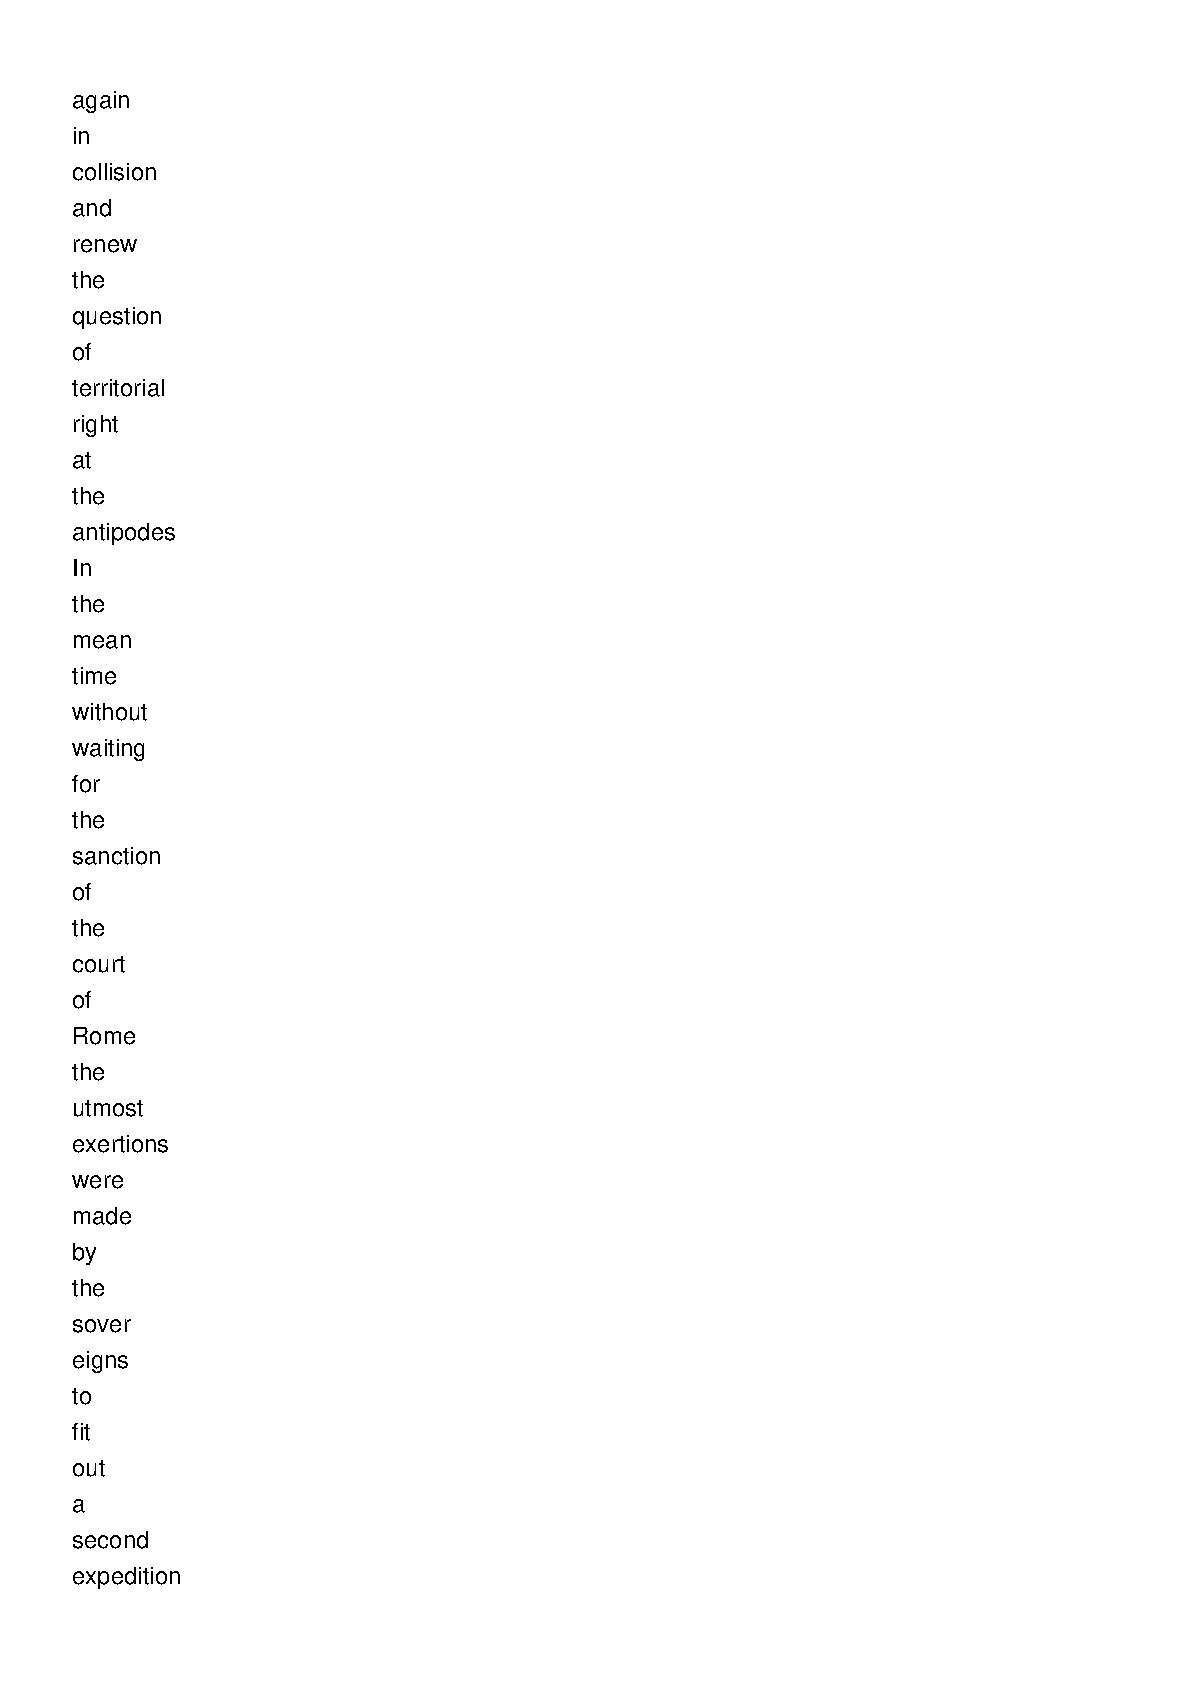 again
in
collision
and
renew
the
question
of
territorial
right
at
the
antipodes
In
the
mean
time
without
waiting
for
the
sanction
of
the
court
of
Rome
the
utmost
exertions
were
made
by
the
sover
eigns
to
fit
out
a
second
expedition